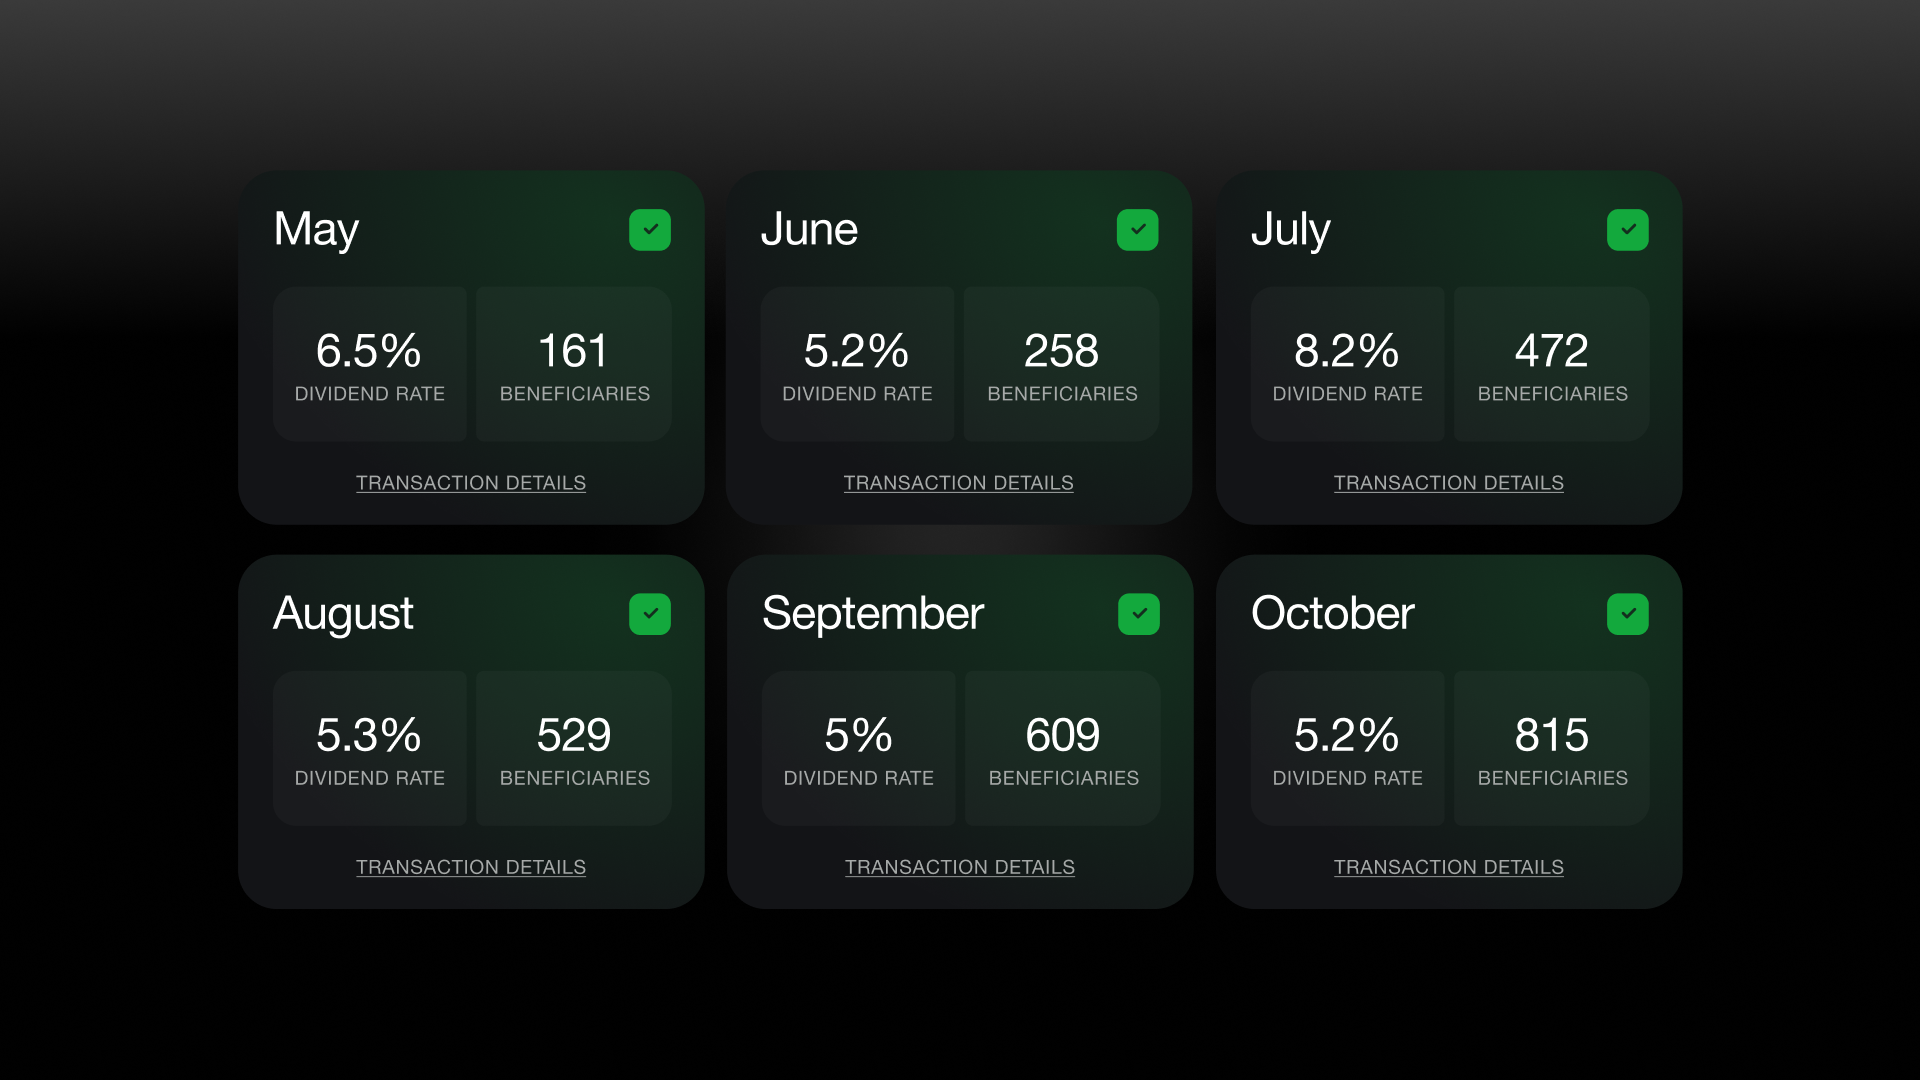 May
6.5%
DIVIDEND RATE
161
BENEFICIARIES
TRANSACTION DETAILS
June
5.2%
DIVIDEND RATE
258
BENEFICIARIES
TRANSACTION DETAILS
July
8.2%
DIVIDEND RATE
472
BENEFICIARIES
TRANSACTION DETAILS
August
5.3%
DIVIDEND RATE
529
BENEFICIARIES
TRANSACTION DETAILS
September
5%
DIVIDEND RATE
609
BENEFICIARIES
TRANSACTION DETAILS
October
5.2%
DIVIDEND RATE
815
BENEFICIARIES
TRANSACTION DETAILS